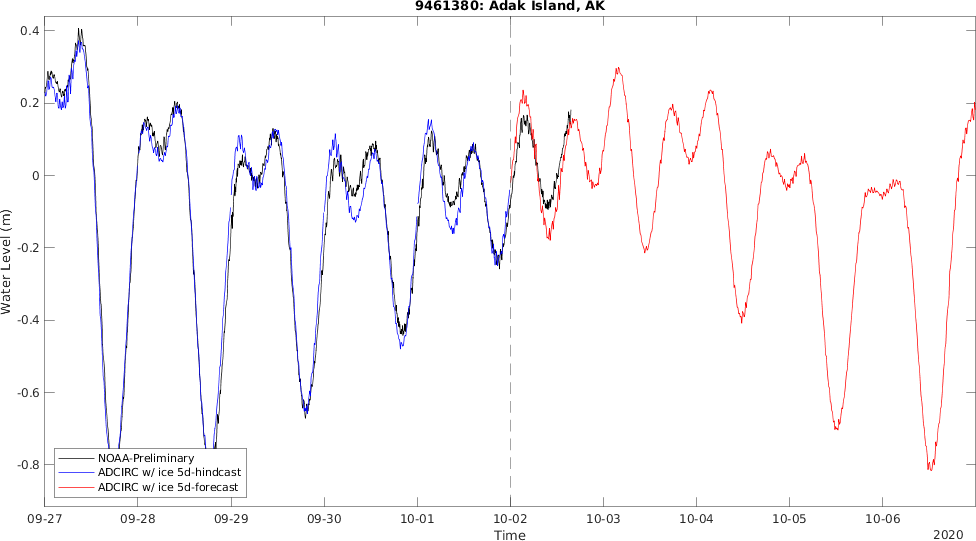 9461380: Adak Island, AK
Water Level (m)
0.4
0.2
0
-0.2
-0.4
-0.6
-0.8
NOAA-Preliminary
ADCIRC w/ ice 5d-hindcast
ADCIRC w/ ice 5d-forecast
09-27 09-28 09-29 09-30 10-01 10-02 10-03 10-04 10-05 10-06
Time
2020